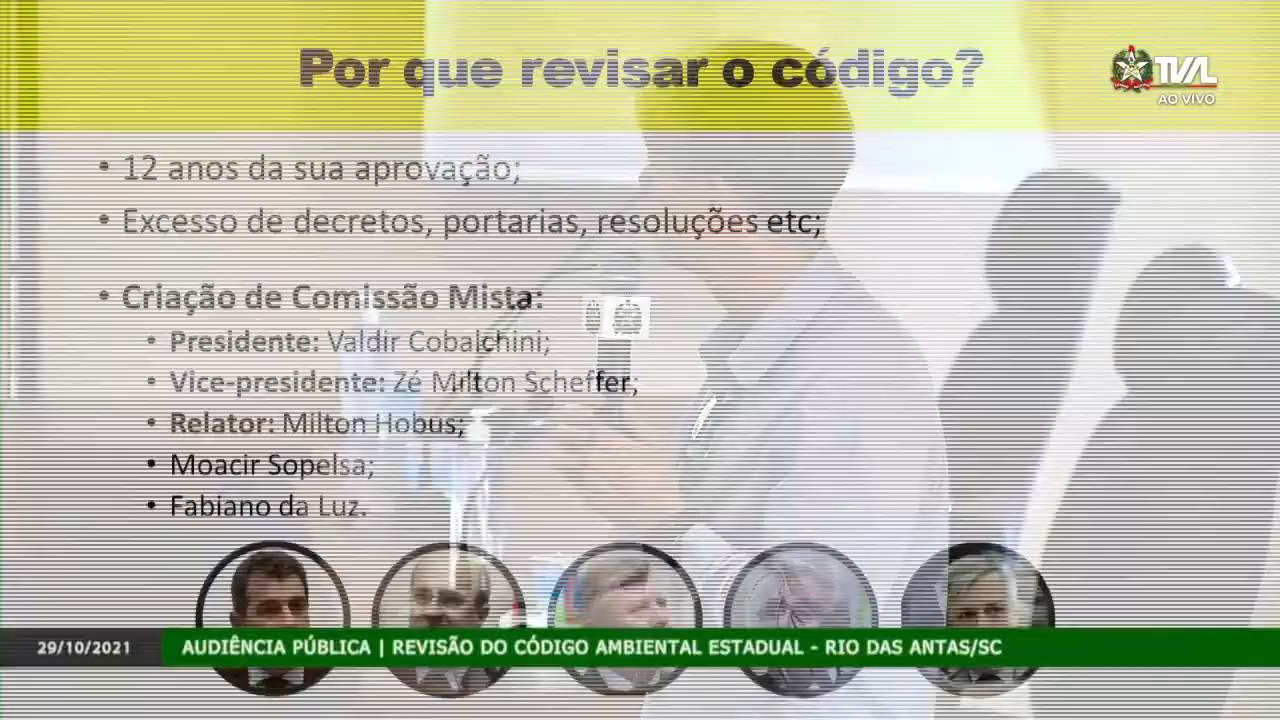 Por que revisar o código?
TVAL
AO VIVO
• 12 anos da sua aprovação;
• Excesso de decretos, portarias, resoluções etc;
• Criação de Comissão Mista:
• Presidente: Valdir Cobalchini;
• Vice-presidente: Zé Milton Scheffer;
• Relator: Milton Hobus;
• Moacir Sopelsa;
• Fabiano da Luz.
29/10/2021
AUDIÊNCIA PÚBLICA | REVISÃO DO CÓDIGO AMBIENTAL ESTADUAL - RIO DAS ANTAS/SC